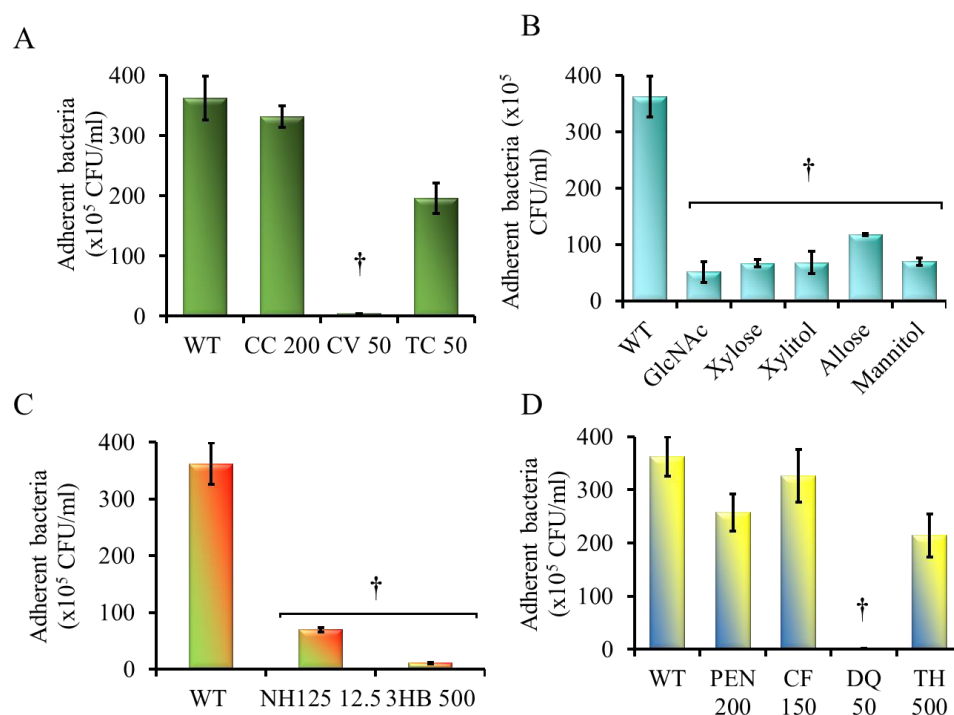 A
Adherent bacteria
(x10⁵ CFU/ml)
400
300
200
100
0
†
WT CC 200 CV 50 TC 50
B
Adherent bacteria (x10⁵
CFU/ml)
400
300
200
100
0
†
WT
GlcNAc
Xylose
Xylitol
Allose
Mannitol
C
Adherent bacteria
(x10⁵ CFU/ml)
400
300
200
100
0
†
WT NH125 12.5 3HB 500
D
Adherent bacteria
(x10⁵ CFU/ml)
400
300
200
100
0
†
WT PEN CF DQ TH
200 150 50 500